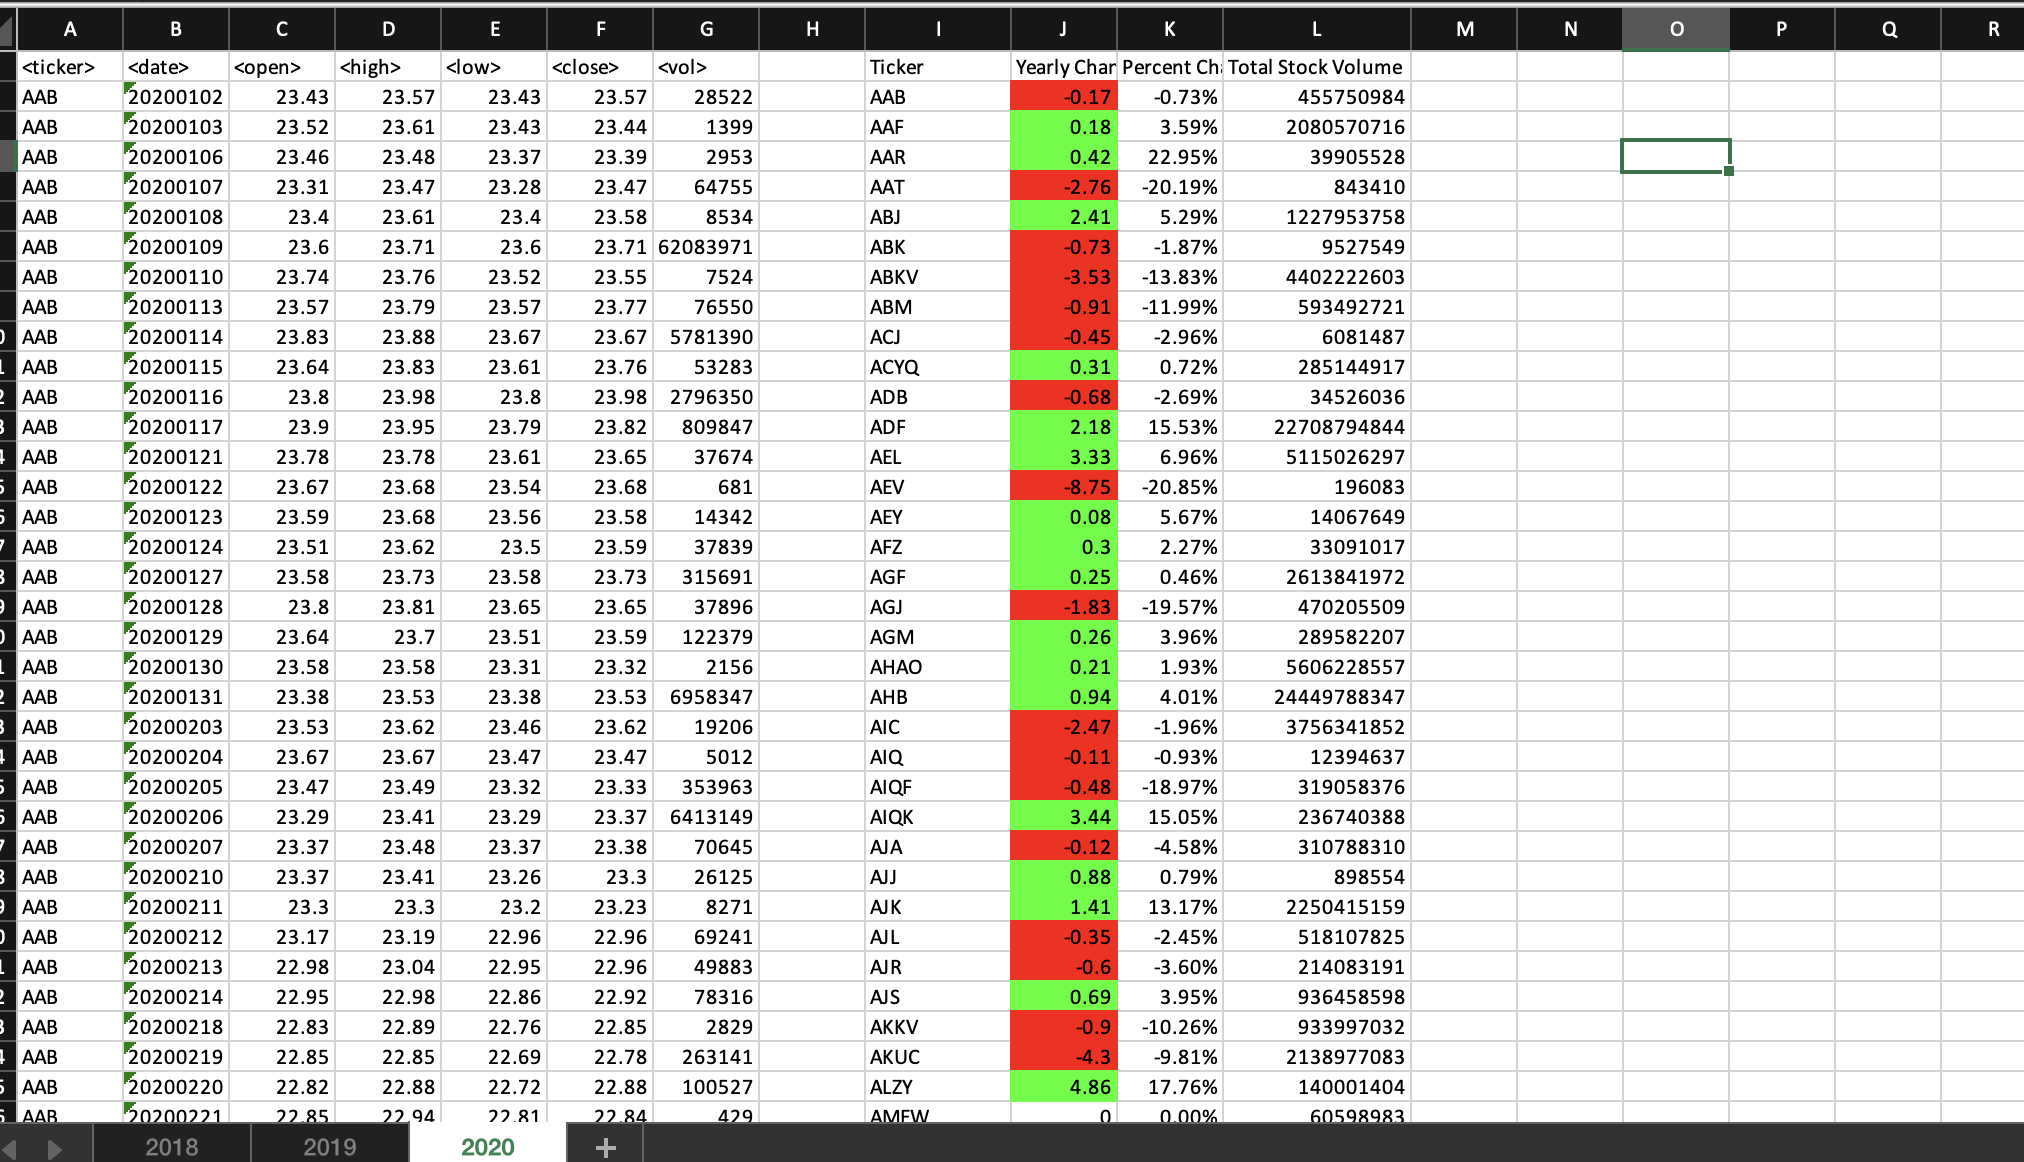 A B C D E F G H I J K L M N O P Q R
<ticker> <date> <open> <high> <low> <close> <vol> Ticker Yearly Char Percent Ch Total Stock Volume
AAB 20200102 23.43 23.57 23.43 23.57 28522 AAB -0.17 -0.73% 455750984
AAB 20200103 23.52 23.61 23.43 23.44 1399 AAF 0.18 3.59% 2080570716
AAB 20200106 23.46 23.48 23.37 23.39 2953 AAR 0.42 22.95% 39905528
AAB 20200107 23.31 23.47 23.28 23.47 64755 AAT -2.76 -20.19% 843410
AAB 20200108 23.4 23.61 23.4 23.58 8534 ABJ 2.41 5.29% 1227953758
AAB 20200109 23.6 23.71 23.6 23.71 62083971 ABK -0.73 -1.87% 9527549
AAB 20200110 23.74 23.76 23.52 23.55 7524 ABKV -3.53 -13.83% 4402222603
AAB 20200113 23.57 23.79 23.57 23.77 76550 ABM -0.91 -11.99% 593492721
AAB 20200114 23.83 23.88 23.67 23.67 5781390 ACJ -0.45 -2.96% 6081487
AAB 20200115 23.64 23.83 23.61 23.76 53283 ACYQ 0.31 0.72% 285144917
AAB 20200116 23.8 23.98 23.8 23.98 2796350 ADB -0.68 -2.69% 34526036
AAB 20200117 23.9 23.95 23.79 23.82 809847 ADF 2.18 15.53% 22708794844
AAB 20200121 23.78 23.78 23.61 23.65 37674 AEL 3.33 6.96% 5115026297
AAB 20200122 23.67 23.68 23.54 23.68 681 AEV -8.75 -20.85% 196083
AAB 20200123 23.59 23.68 23.56 23.58 14342 AEY 0.08 5.67% 14067649
AAB 20200124 23.51 23.62 23.5 23.59 37839 AFZ 0.3 2.27% 33091017
AAB 20200127 23.58 23.73 23.58 23.73 315691 AGF 0.25 0.46% 2613841972
AAB 20200128 23.8 23.81 23.65 23.65 37896 AGJ -1.83 -19.57% 470205509
AAB 20200129 23.64 23.7 23.51 23.59 122379 AGM 0.26 3.96% 289582207
AAB 20200130 23.58 23.58 23.31 23.32 2156 AHAO 0.21 1.93% 5606228557
AAB 20200131 23.38 23.53 23.38 23.53 6958347 AHB 0.94 4.01% 24449788347
AAB 20200203 23.53 23.62 23.46 23.62 19206 AIC -2.47 -1.96% 3756341852
AAB 20200204 23.67 23.67 23.47 23.47 5012 AIQ -0.11 -0.93% 12394637
AAB 20200205 23.47 23.49 23.32 23.33 353963 AIQF -0.48 -18.97% 319058376
AAB 20200206 23.29 23.41 23.29 23.37 6413149 AIQK 3.44 15.05% 236740388
AAB 20200207 23.37 23.48 23.37 23.38 70645 AJA -0.12 -4.58% 310788310
AAB 20200210 23.37 23.41 23.26 23.3 26125 AJJ 0.88 0.79% 898554
AAB 20200211 23.3 23.3 23.2 23.23 8271 AJK 1.41 13.17% 2250415159
AAB 20200212 23.17 23.19 22.96 22.96 69241 AJL -0.35 -2.45% 518107825
AAB 20200213 22.98 23.04 22.95 22.96 49883 AJR -0.6 -3.60% 214083191
AAB 20200214 22.95 22.98 22.86 22.92 78316 AJS 0.69 3.95% 936458598
AAB 20200218 22.83 22.89 22.76 22.85 2829 AKKV -0.9 -10.26% 933997032
AAB 20200219 22.85 22.85 22.69 22.78 263141 AKUC -4.3 -9.81% 2138977083
AAB 20200220 22.82 22.88 22.72 22.88 100527 ALZY 4.86 17.76% 140001404
AAB 20200221 22.85 22.94 22.81 22.84 429 AMFW 0 0.00% 60598983
2018 2019 2020 +